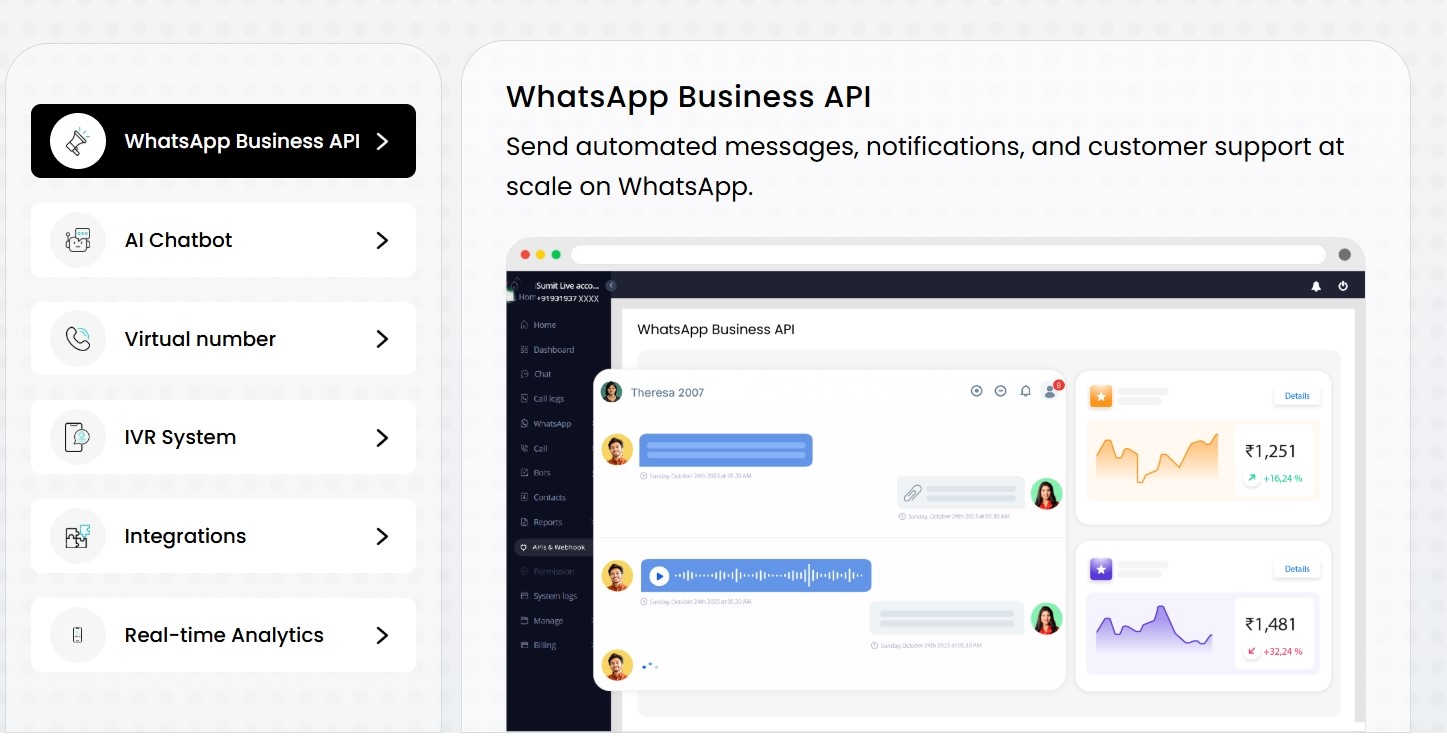 WhatsApp Business API
AI Chatbot
Virtual number
IVR System
Integrations
Real-time Analytics
WhatsApp Business API
Send automated messages, notifications, and customer support at
scale on WhatsApp.
Sumit Live acco...
+91931937 XXXX
Home
Dashboard
Chat
Call logs
WhatsApp
Call
Bots
Contacts
Reports
APIs & Webhook
Permission
System logs
Manage
Billing
WhatsApp Business API
Theresa 2007
8
Sunday, October 24th 2023 at 05.30 AM
Sunday, October 24th 2023 at 05.30 AM
Sunday, October 24th 2023 at 05.30 AM
Sunday, October 24th 2023 at 05.30 AM
Details
₹1,251
+16,24 %
Details
₹1,481
+32,24 %